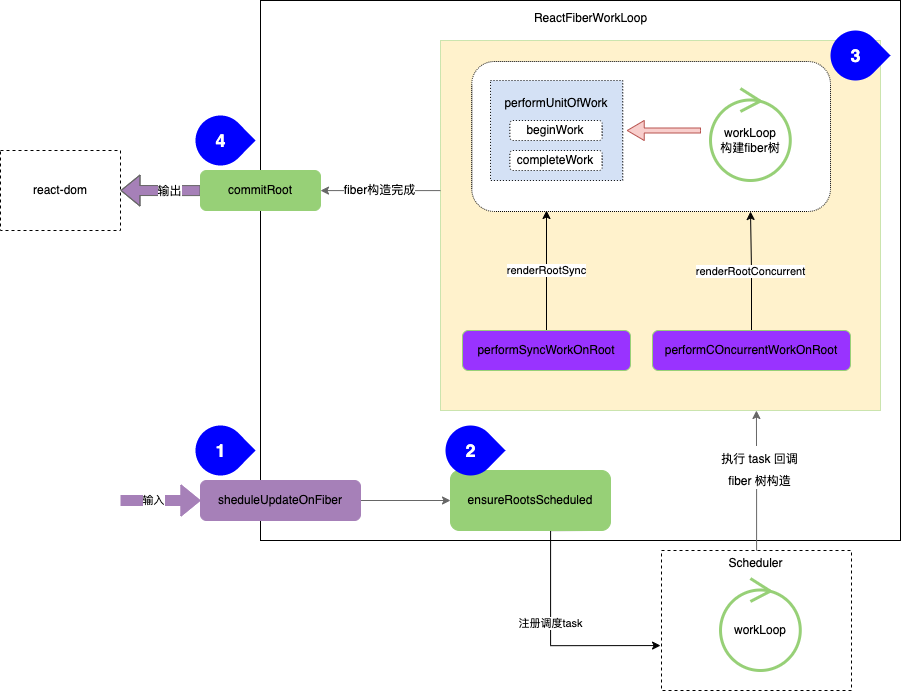 ReactFiberWorkLoop
3
performUnitOfWork
beginWork
completeWork
workLoop
构建fiber树
4
react-dom
输出
commitRoot
fiber构造完成
renderRootSync
renderRootConcurrent
performSyncWorkOnRoot
performCOncurrentWorkOnRoot
1
2
输入
sheduleUpdateOnFiber
ensureRootsScheduled
执行 task 回调
fiber 树构造
Scheduler
注册调度task
workLoop